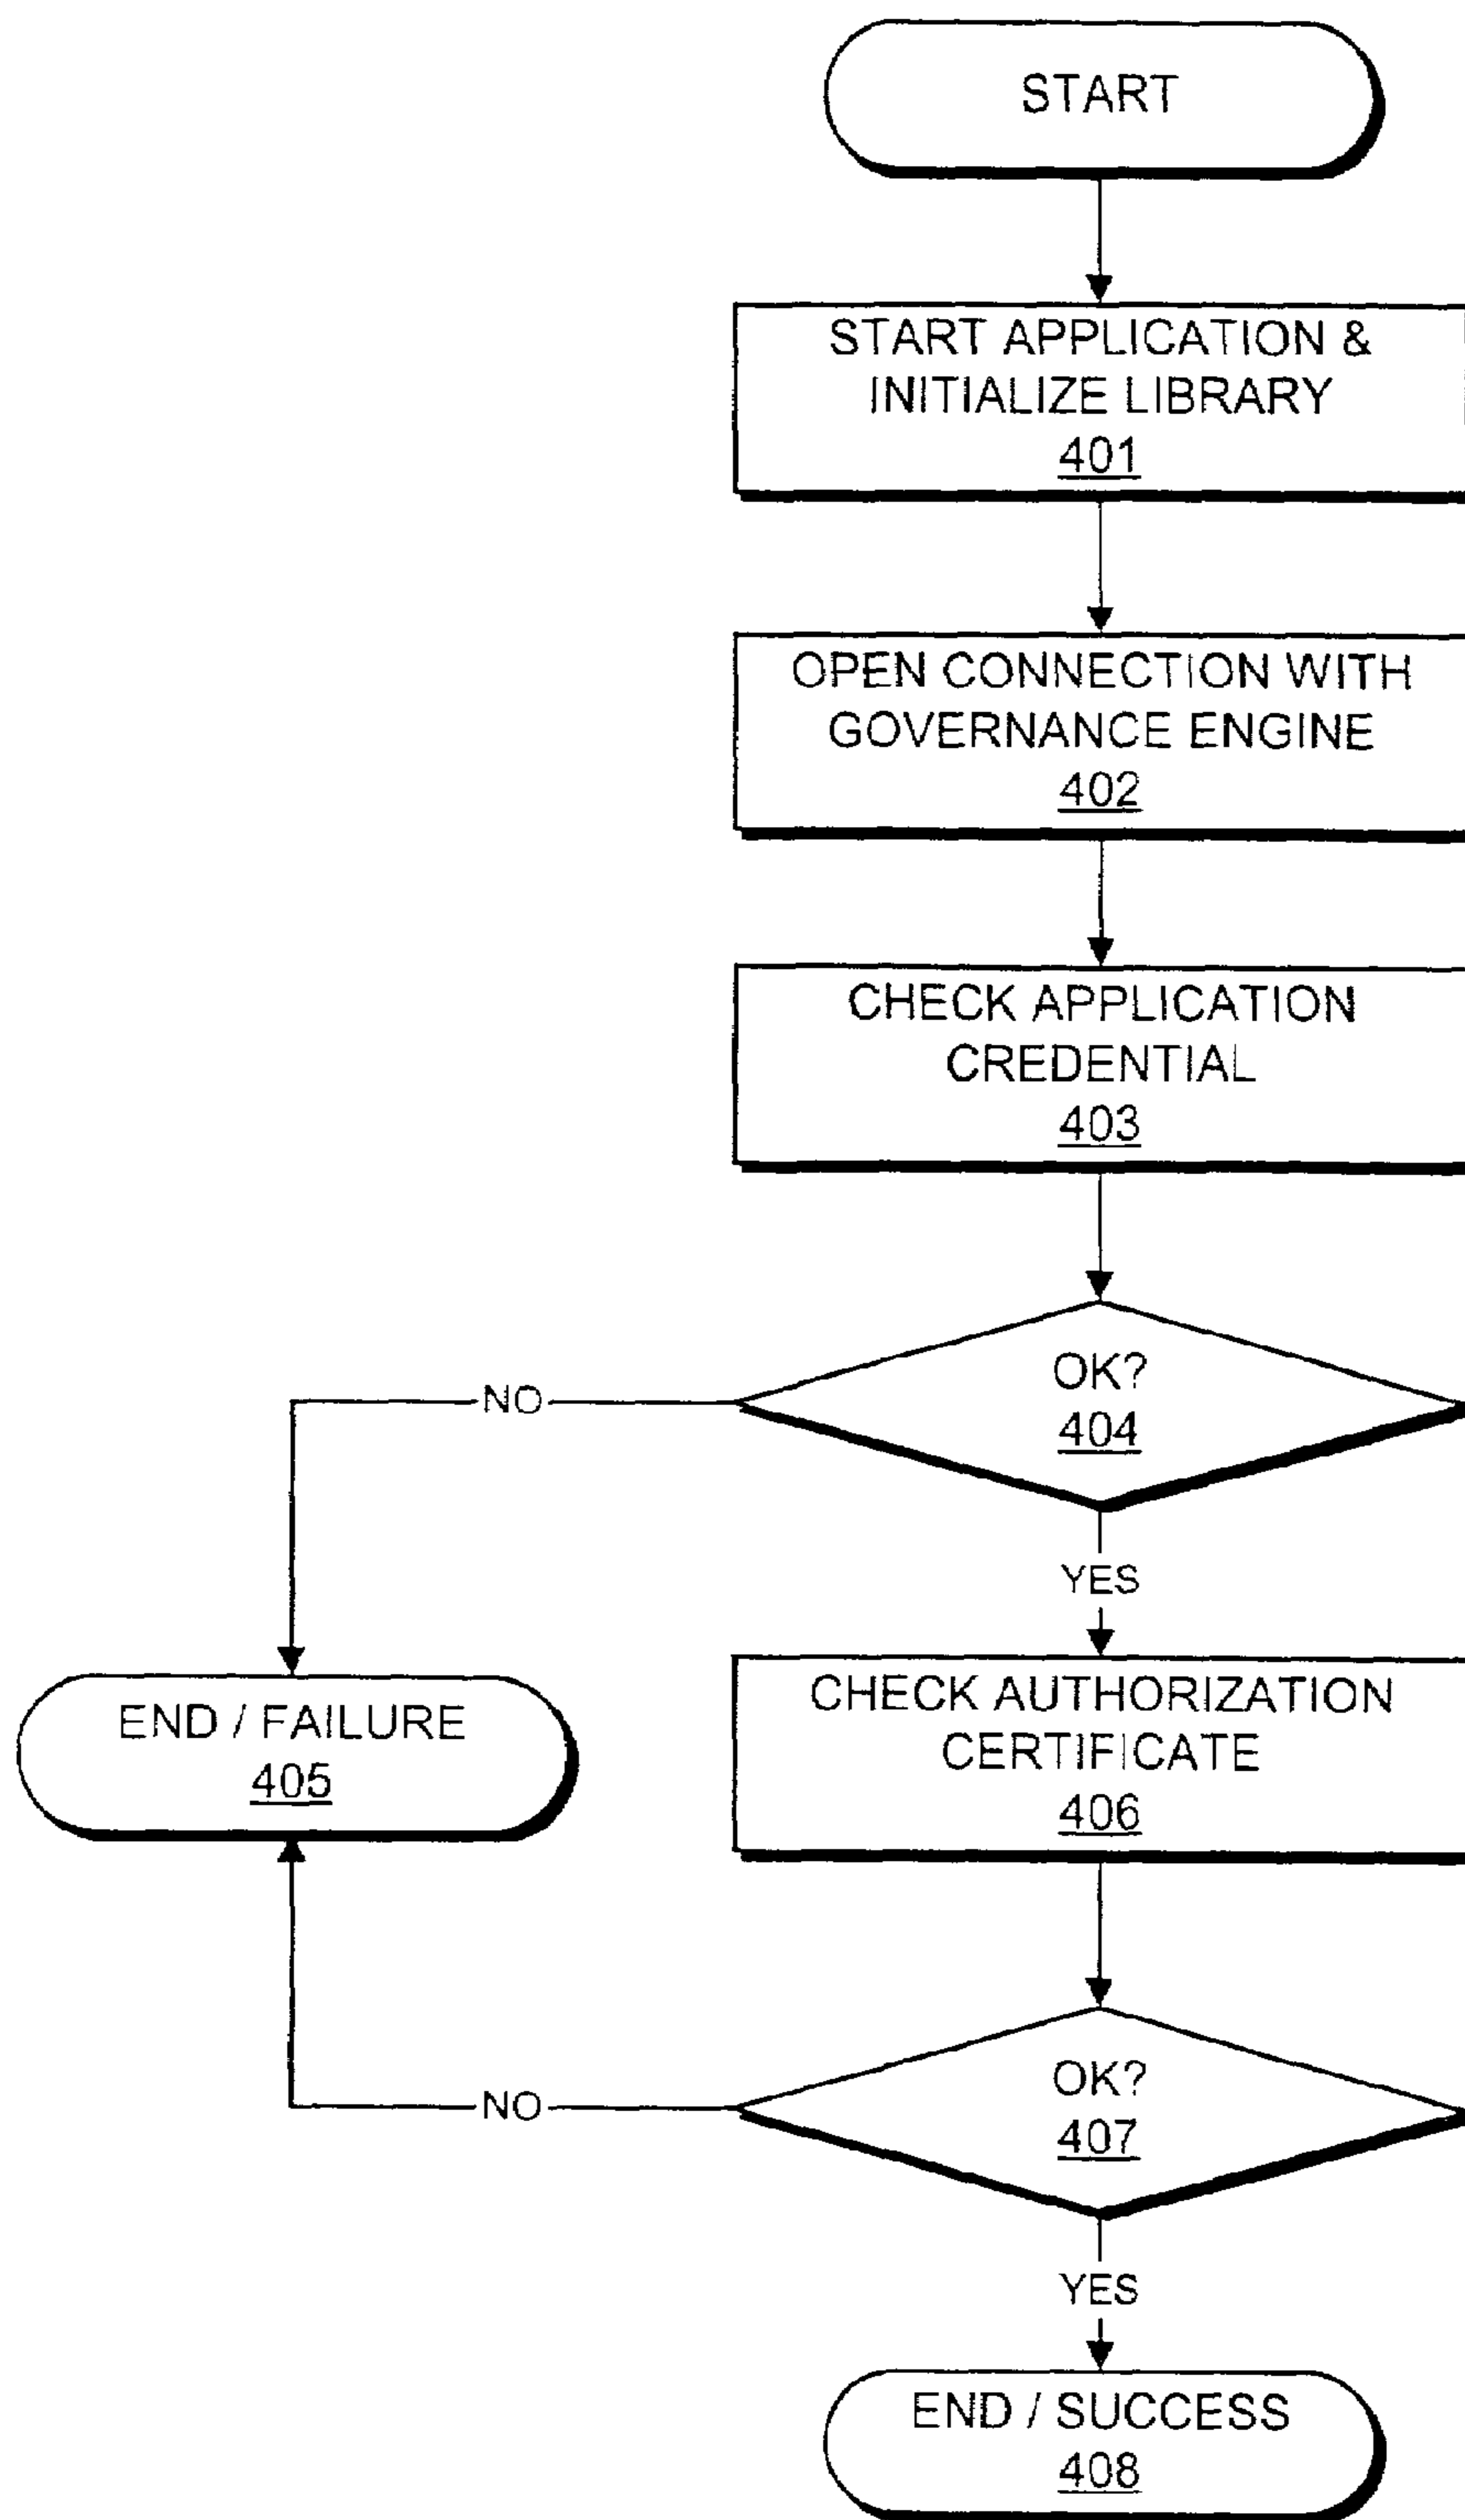 START
START APPLICATION &
INITIALIZE LIBRARY
401
OPEN CONNECTION WITH
GOVERNANCE ENGINE
402
CHECK APPLICATION
CREDENTIAL
403
OK?
404
NO
YES
END / FAILURE
405
CHECK AUTHORIZATION
CERTIFICATE
406
OK?
407
NO
YES
END / SUCCESS
408